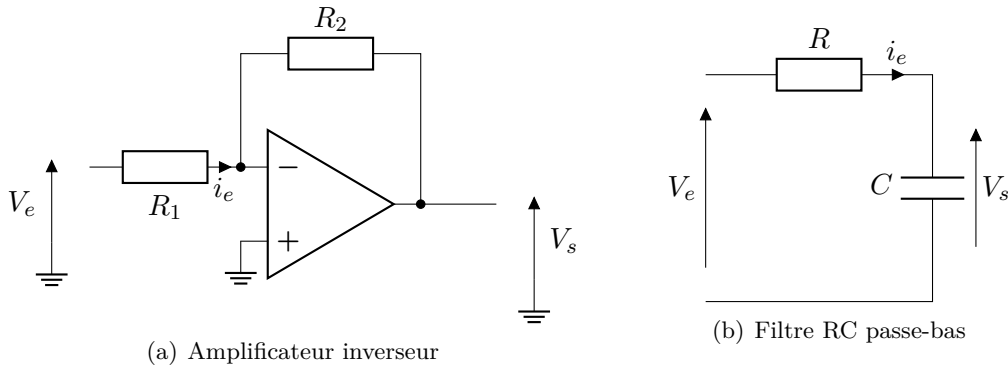 R₂
Vₑ
R₁
iₑ
−
+
Vₛ
(a) Amplificateur inverseur
R
iₑ
Vₑ
C
Vₛ
(b) Filtre RC passe-bas